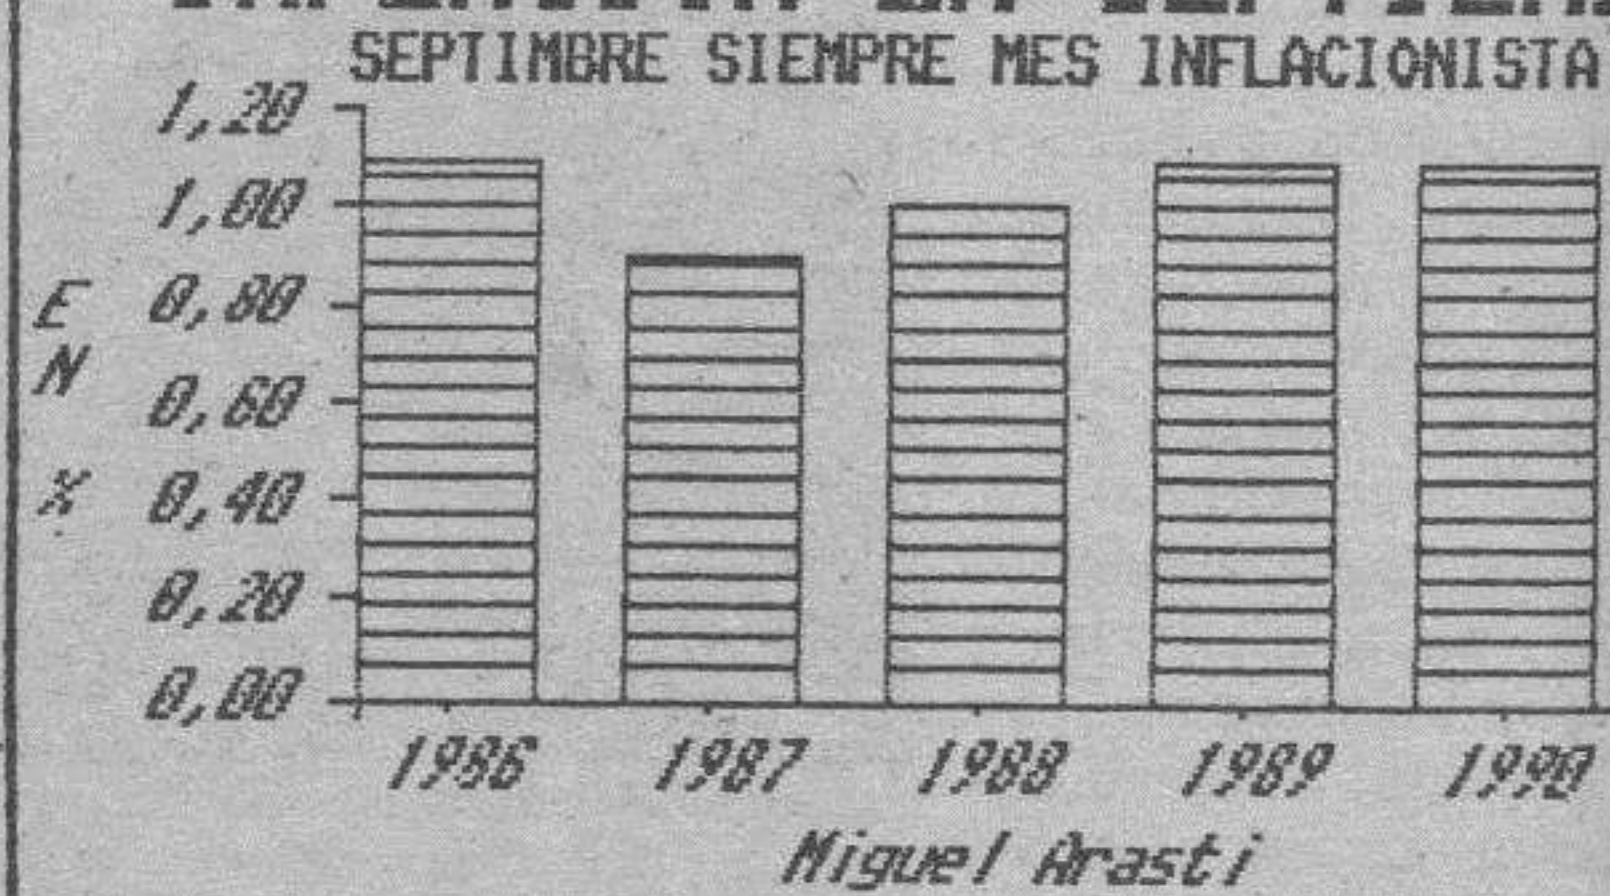 SEPTIMBRE SIEMPRE MES INFLACIONISTA
1,20
1,00
0,80
0,60
0,40
0,20
0,00
EN %
1986 1987 1988 1989 1990
Miguel Arasti